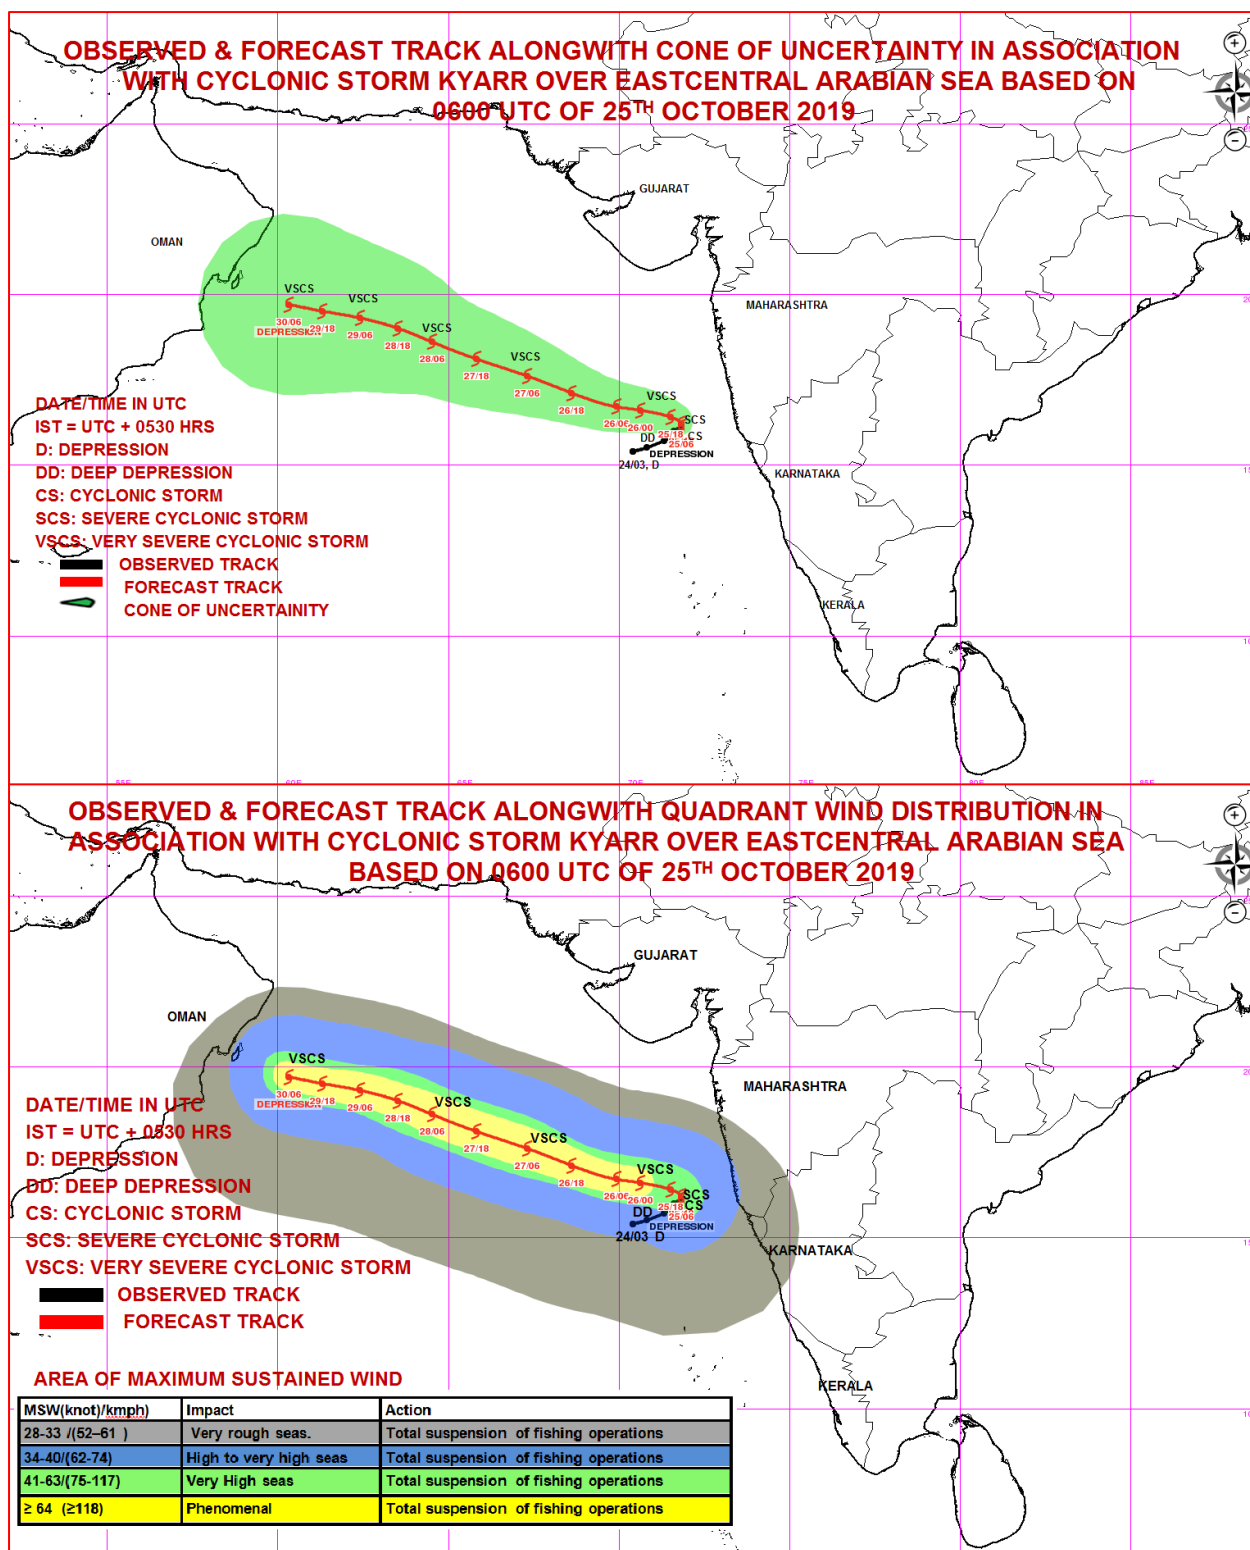 OBSERVED & FORECAST TRACK ALONGWITH CONE OF UNCERTAINTY IN ASSOCIATION
WITH CYCLONIC STORM KYARR OVER EASTCENTRAL ARABIAN SEA BASED ON
0600 UTC OF 25TH OCTOBER 2019
GUJARAT
OMAN
MAHARASHTRA
VSCS
VSCS
VSCS
VSCS
VSCS
SCS
30/06
29/18
29/06
28/18
28/06
27/18
27/06
26/18
26/06
26/00
25/18
25/06
DEPRESSION
DD
CS
DEPRESSION
24/03, D
KARNATAKA
KERALA
DATE/TIME IN UTC
IST = UTC + 0530 HRS
D: DEPRESSION
DD: DEEP DEPRESSION
CS: CYCLONIC STORM
SCS: SEVERE CYCLONIC STORM
VSCS: VERY SEVERE CYCLONIC STORM
OBSERVED TRACK
FORECAST TRACK
CONE OF UNCERTAINITY
55E
60E
65E
70E
75E
80E
85E
OBSERVED & FORECAST TRACK ALONGWITH QUADRANT WIND DISTRIBUTION IN
ASSOCIATION WITH CYCLONIC STORM KYARR OVER EASTCENTRAL ARABIAN SEA
BASED ON 0600 UTC OF 25TH OCTOBER 2019
GUJARAT
OMAN
MAHARASHTRA
VSCS
VSCS
VSCS
VSCS
SCS
CS
30/06
29/18
29/06
28/18
28/06
27/18
27/06
26/18
26/06
26/00
25/18
25/06
DEPRESSION
DD
DEPRESSION
24/03 D
KARNATAKA
KERALA
DATE/TIME IN UTC
IST = UTC + 0530 HRS
D: DEPRESSION
DD: DEEP DEPRESSION
CS: CYCLONIC STORM
SCS: SEVERE CYCLONIC STORM
VSCS: VERY SEVERE CYCLONIC STORM
OBSERVED TRACK
FORECAST TRACK
AREA OF MAXIMUM SUSTAINED WIND
MSW(knot)/kmph) Impact Action
28-33 /(52–61 ) Very rough seas. Total suspension of fishing operations
34-40/(62-74) High to very high seas Total suspension of fishing operations
41-63/(75-117) Very High seas Total suspension of fishing operations
≥ 64 (≥118) Phenomenal Total suspension of fishing operations